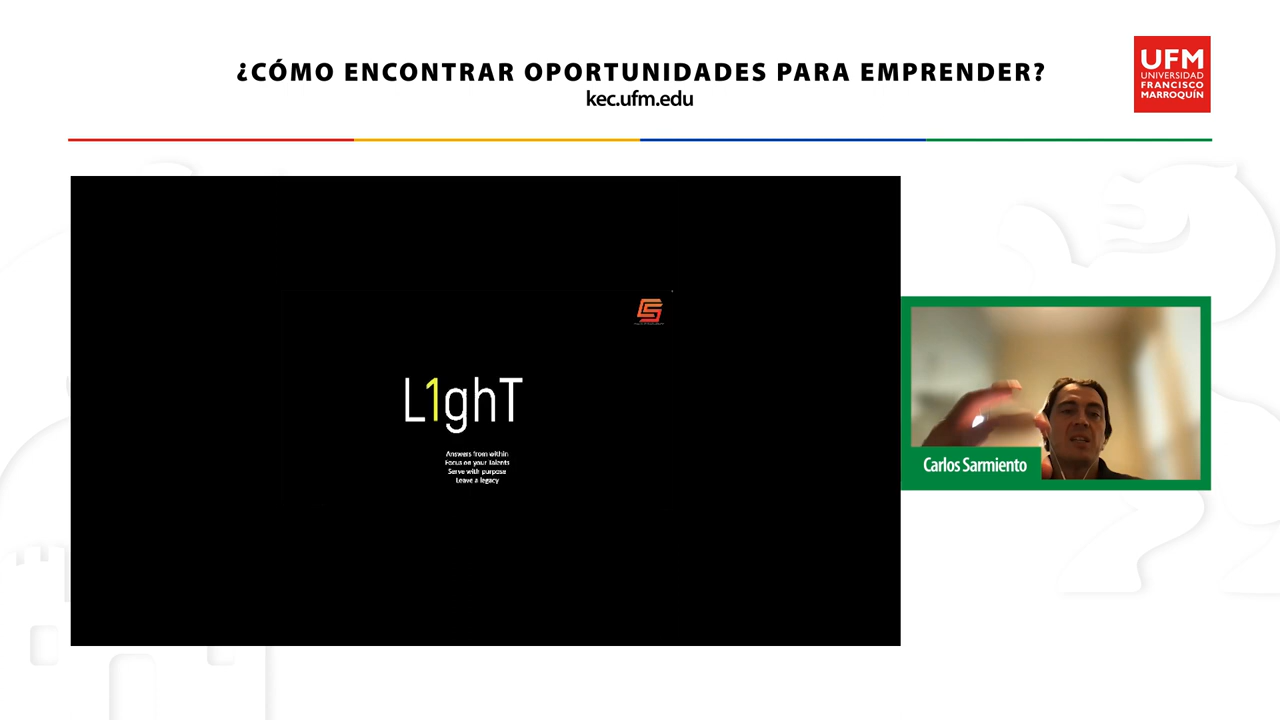 ¿CÓMO ENCONTRAR OPORTUNIDADES PARA EMPRENDER?
kec.ufm.edu
UFM
UNIVERSIDAD
FRANCISCO
MARROQUÍN
L1ghT
Answers from within
Focus on your Talents
Serve with purpose
Leave a legacy
Carlos Sarmiento